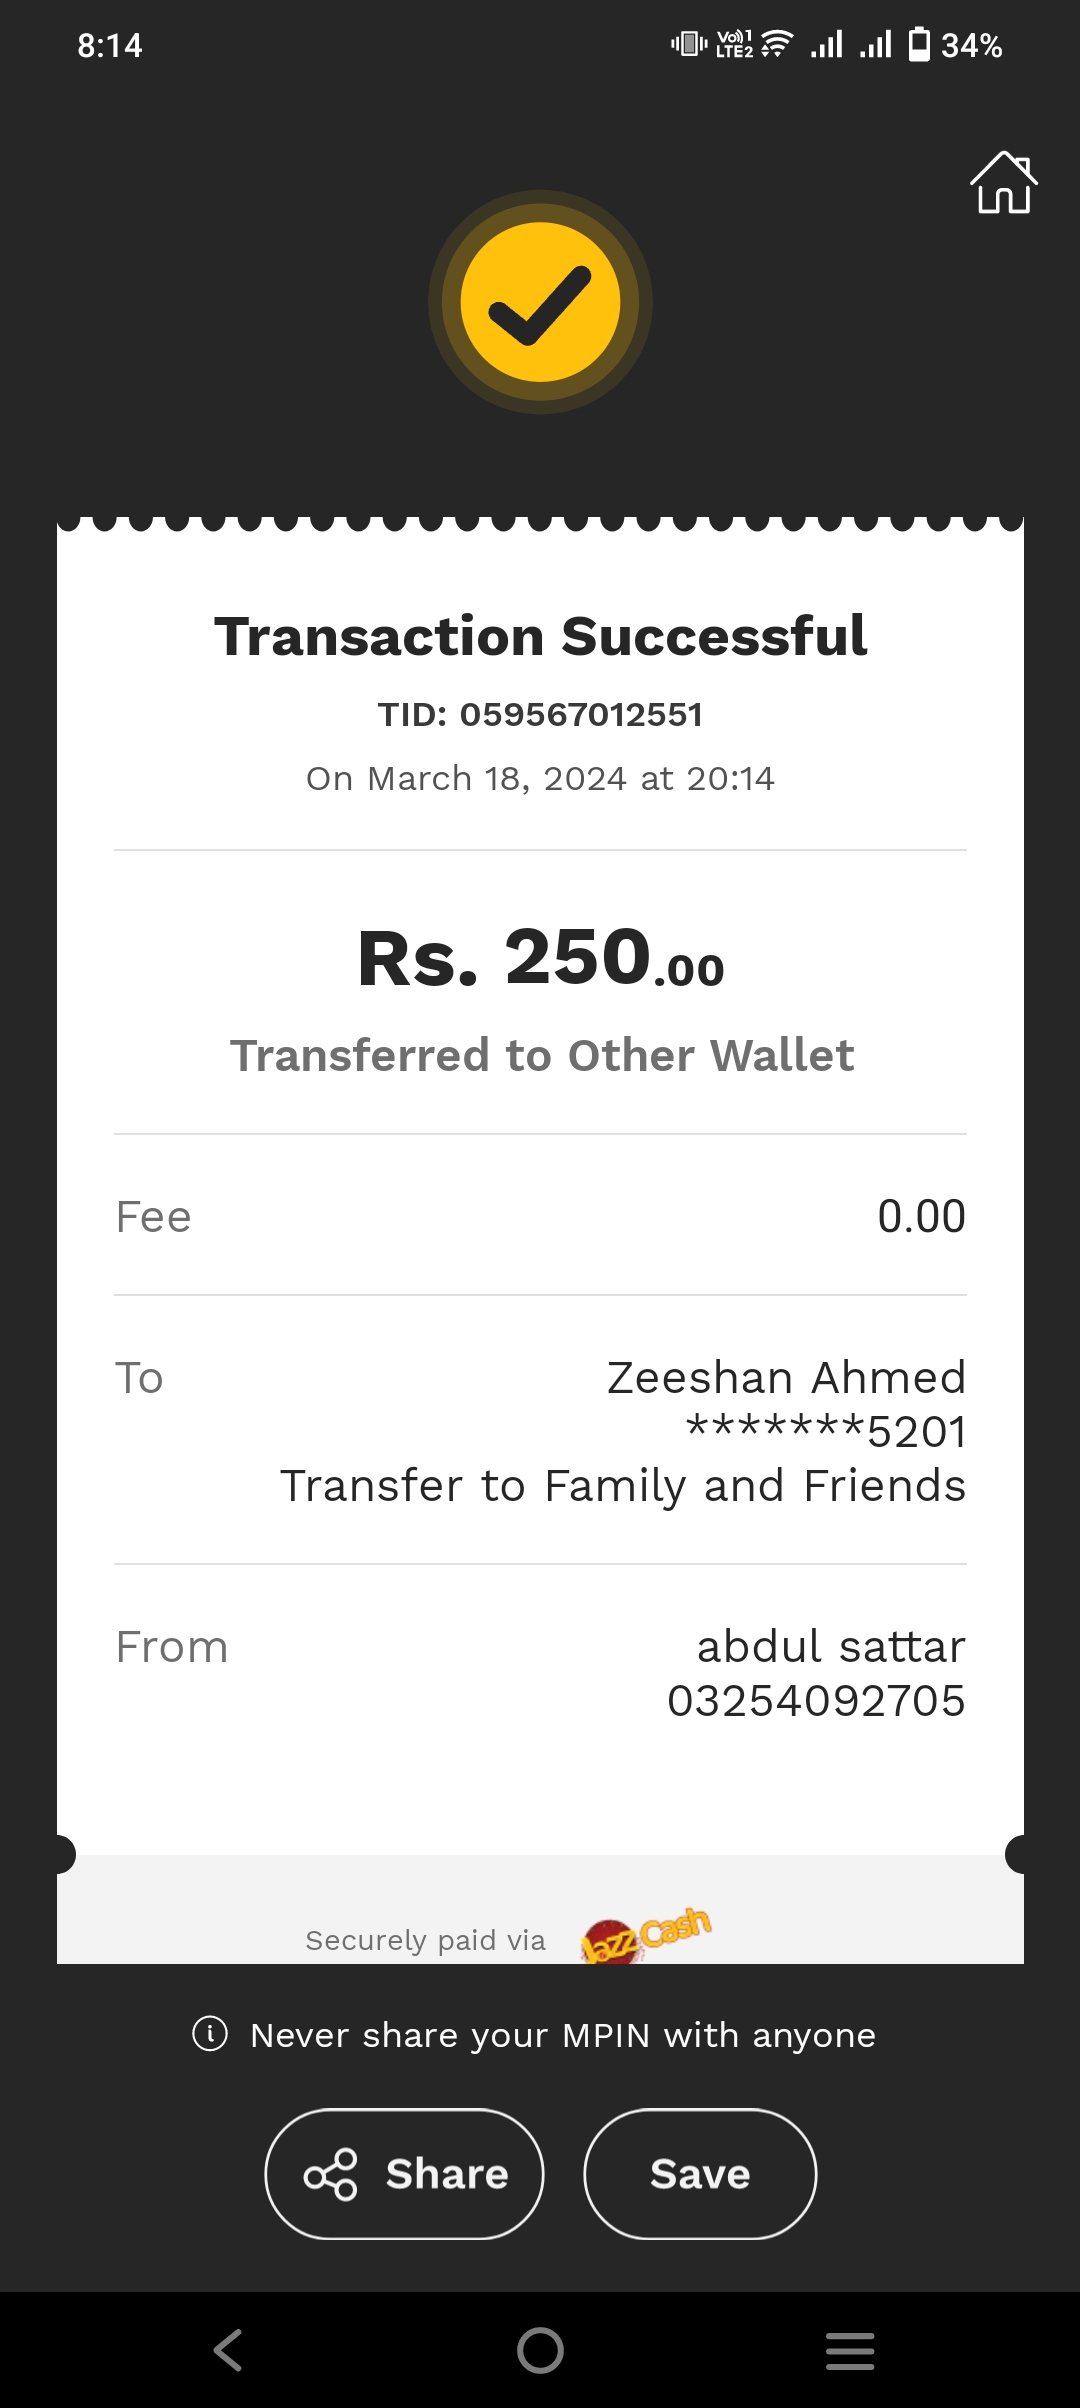 8:14
Vo) 1
LTE2
34%
Transaction Successful
TID: 059567012551
On March 18, 2024 at 20:14
Rs. 250.00
Transferred to Other Wallet
Fee 0.00
To Zeeshan Ahmed
*******5201
Transfer to Family and Friends
From abdul sattar
03254092705
Securely paid via JazzCash
Never share your MPIN with anyone
Share Save